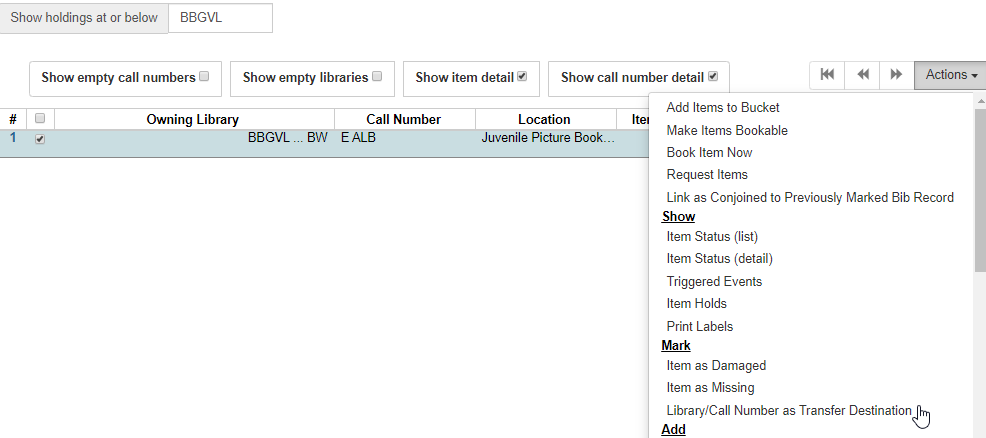 Show holdings at or below BBGVL
Show empty call numbers Show empty libraries Show item detail Show call number detail Actions
# Owning Library Call Number Location
1 BBGVL ... BW E ALB Juvenile Picture Book...
Add Items to Bucket
Make Items Bookable
Book Item Now
Request Items
Link as Conjoined to Previously Marked Bib Record
Show
Item Status (list)
Item Status (detail)
Triggered Events
Item Holds
Print Labels
Mark
Item as Damaged
Item as Missing
Library/Call Number as Transfer Destination
Add